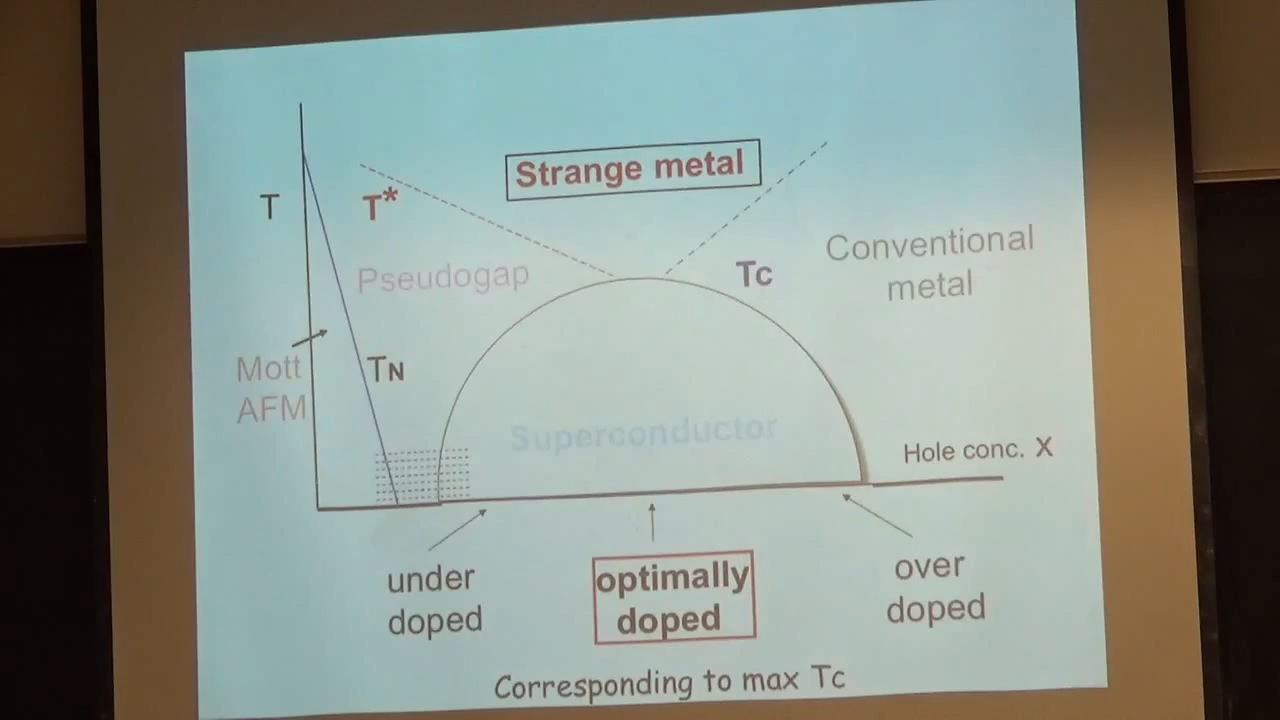 Strange metal
T
T*
Pseudogap
Tc
Conventional
metal
Mott
AFM
TN
Superconductor
Hole conc. X
under
doped
optimally
doped
over
doped
Corresponding to max Tc